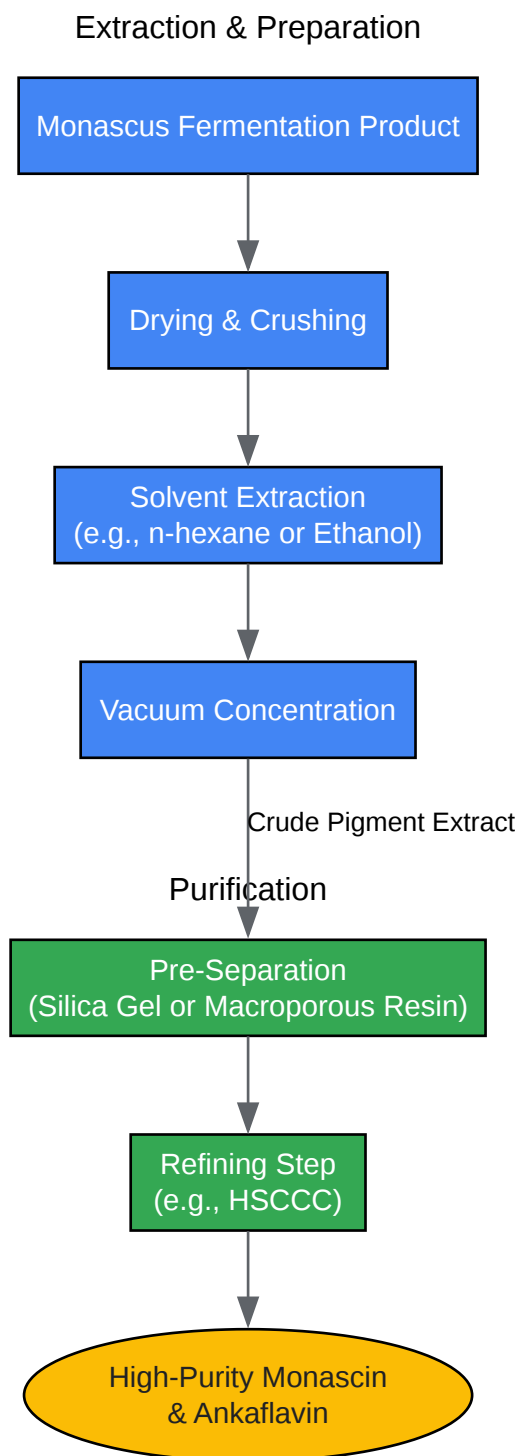 Extraction & Preparation
Monascus Fermentation Product
Drying & Crushing
Solvent Extraction
(e.g., n-hexane or Ethanol)
Vacuum Concentration
Crude Pigment Extract
Purification
Pre-Separation
(Silica Gel or Macroporous Resin)
Refining Step
(e.g., HSCCC)
High-Purity Monascin
& Ankaflavin